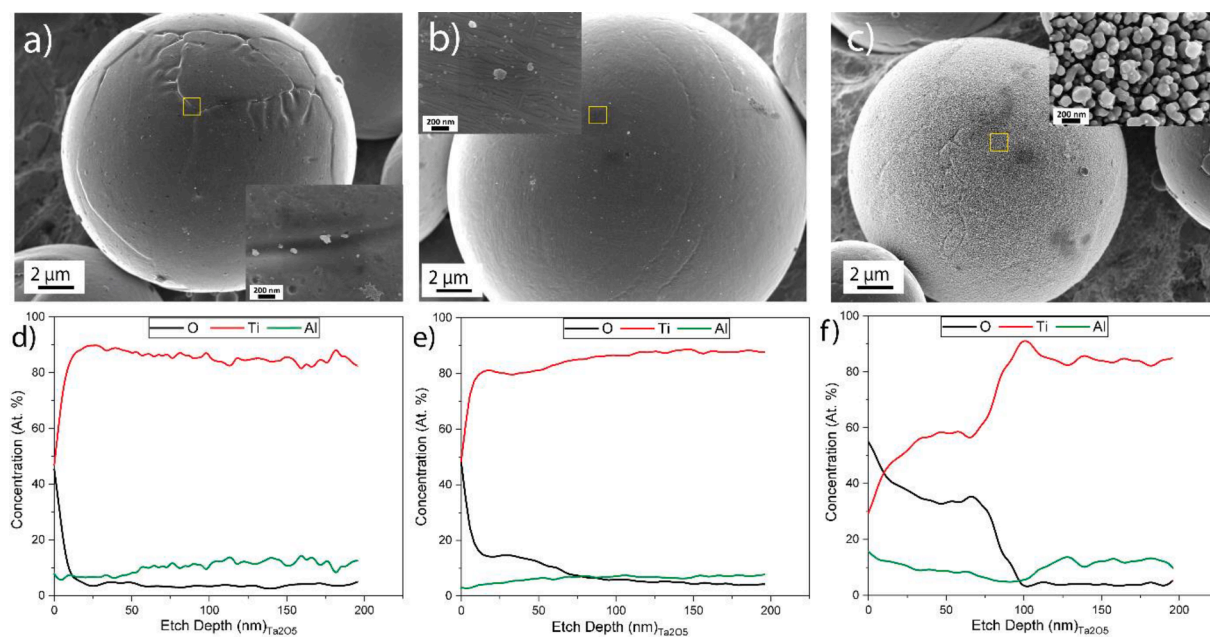 a)
2 µm
200 nm
b)
200 nm
2 µm
c)
200 nm
2 µm
d)
O Ti Al
100
80
60
40
20
0
Concentration (At. %)
0 50 100 150 200
Etch Depth (nm)Ta2O5
e)
O Ti Al
100
80
60
40
20
0
Concentration (At. %)
0 50 100 150 200
Etch Depth (nm)Ta2O5
f)
O Ti Al
100
80
60
40
20
0
Concentration (At. %)
0 50 100 150 200
Etch Depth (nm)Ta2O5